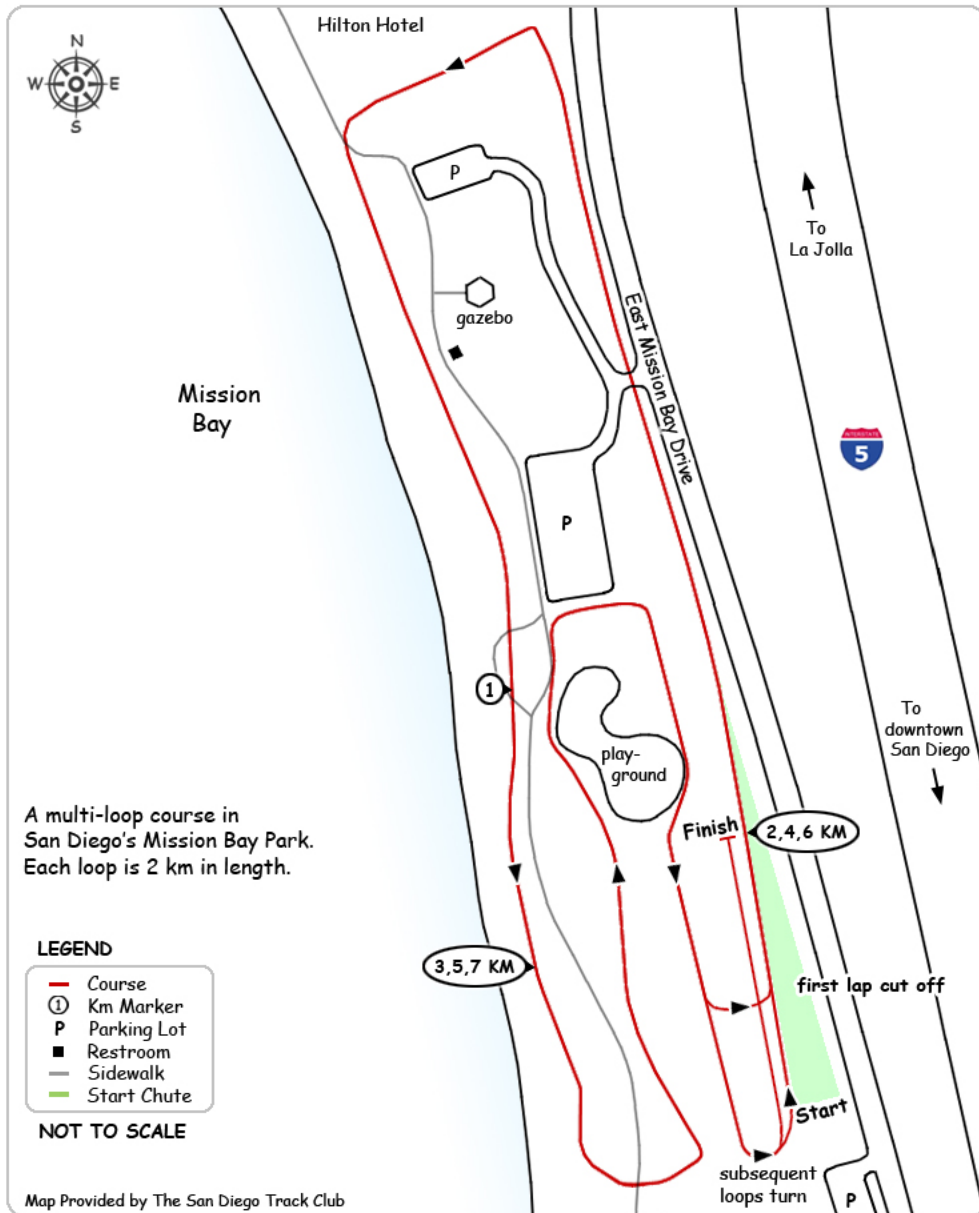 Hilton Hotel
N
W
E
S
P
To
La Jolla
gazebo
East Mission Bay Drive
Mission
Bay
INTERSTATE
5
P
1
To
downtown
San Diego
play-
ground
Finish
2,4,6 KM
A multi-loop course in
San Diego's Mission Bay Park.
Each loop is 2 km in length.
3,5,7 KM
first lap cut off
LEGEND
Course
1 Km Marker
P Parking Lot
Restroom
Sidewalk
Start Chute
Start
NOT TO SCALE
subsequent
loops turn
P
Map Provided by The San Diego Track Club